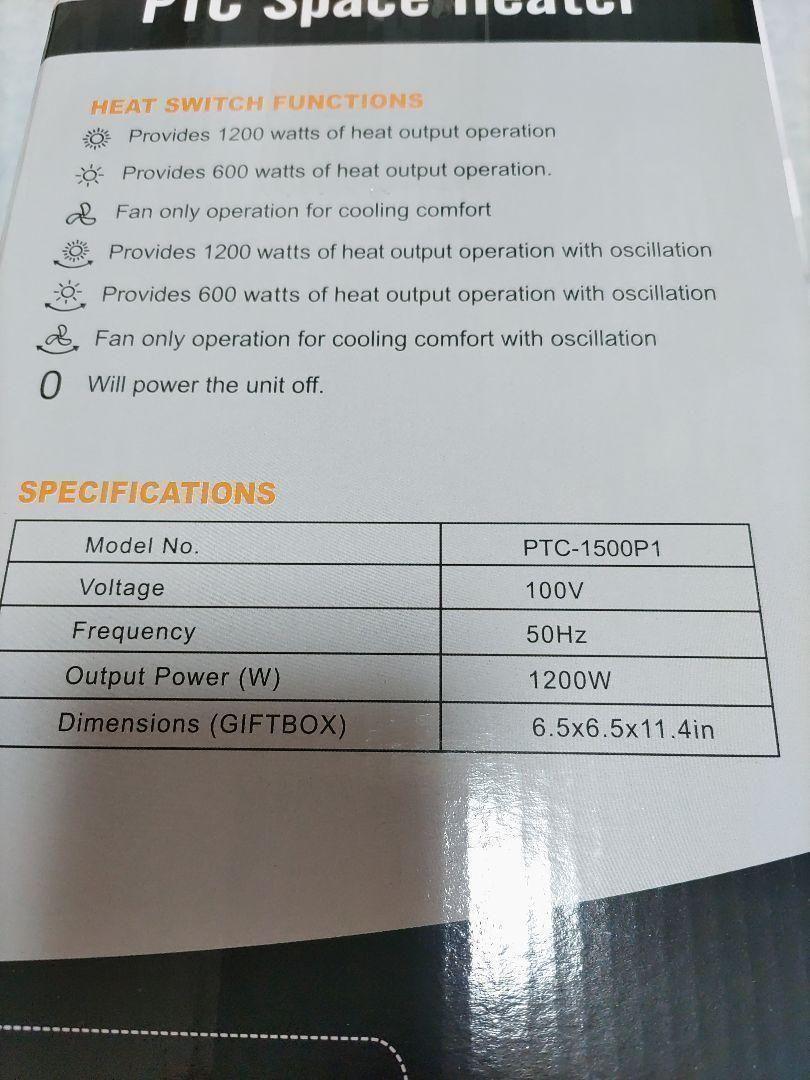 PTC Space Heater
HEAT SWITCH FUNCTIONS
Provides 1200 watts of heat output operation
Provides 600 watts of heat output operation.
Fan only operation for cooling comfort
Provides 1200 watts of heat output operation with oscillation
Provides 600 watts of heat output operation with oscillation
Fan only operation for cooling comfort with oscillation
0 Will power the unit off.
SPECIFICATIONS
Model No. PTC-1500P1
Voltage 100V
Frequency 50Hz
Output Power (W) 1200W
Dimensions (GIFTBOX) 6.5x6.5x11.4in